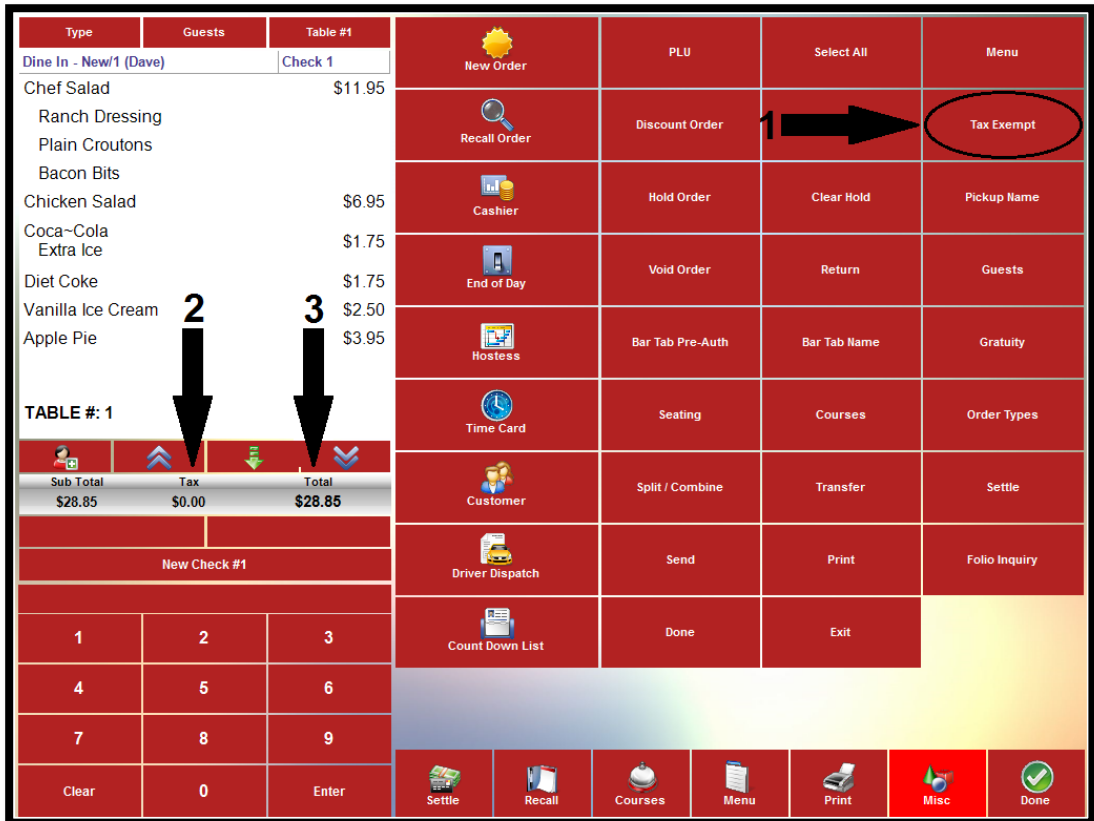 Type Guests Table #1
Dine In - New/1 (Dave) Check 1
Chef Salad $11.95
Ranch Dressing
Plain Croutons
Bacon Bits
Chicken Salad $6.95
Coca~Cola $1.75
Extra Ice
Diet Coke $1.75
Vanilla Ice Cream $2.50
Apple Pie $3.95
2 3
TABLE #: 1
Sub Total Tax Total
$28.85 $0.00 $28.85
New Check #1
1 2 3
4 5 6
7 8 9
Clear 0 Enter
New Order PLU Select All Menu
Recall Order Discount Order 1 Tax Exempt
Cashier Hold Order Clear Hold Pickup Name
End of Day Void Order Return Guests
Hostess Bar Tab Pre-Auth Bar Tab Name Gratuity
Time Card Seating Courses Order Types
Customer Split / Combine Transfer Settle
Driver Dispatch Send Print Folio Inquiry
Count Down List Done Exit
Settle Recall Courses Menu Print Misc Done